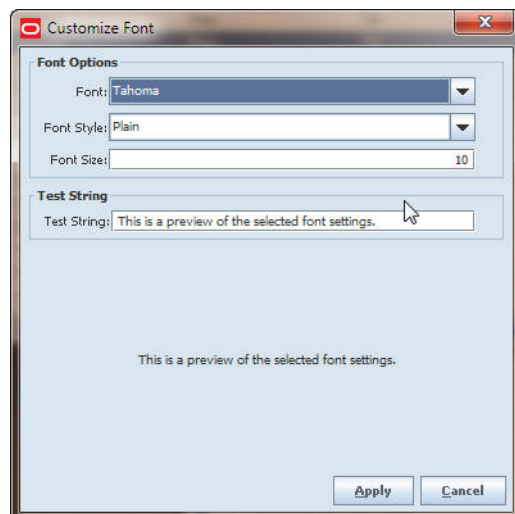 Customize Font
Font Options
Font: Tahoma
Font Style: Plain
Font Size: 10
Test String
Test String: This is a preview of the selected font settings.
This is a preview of the selected font settings.
Apply Cancel